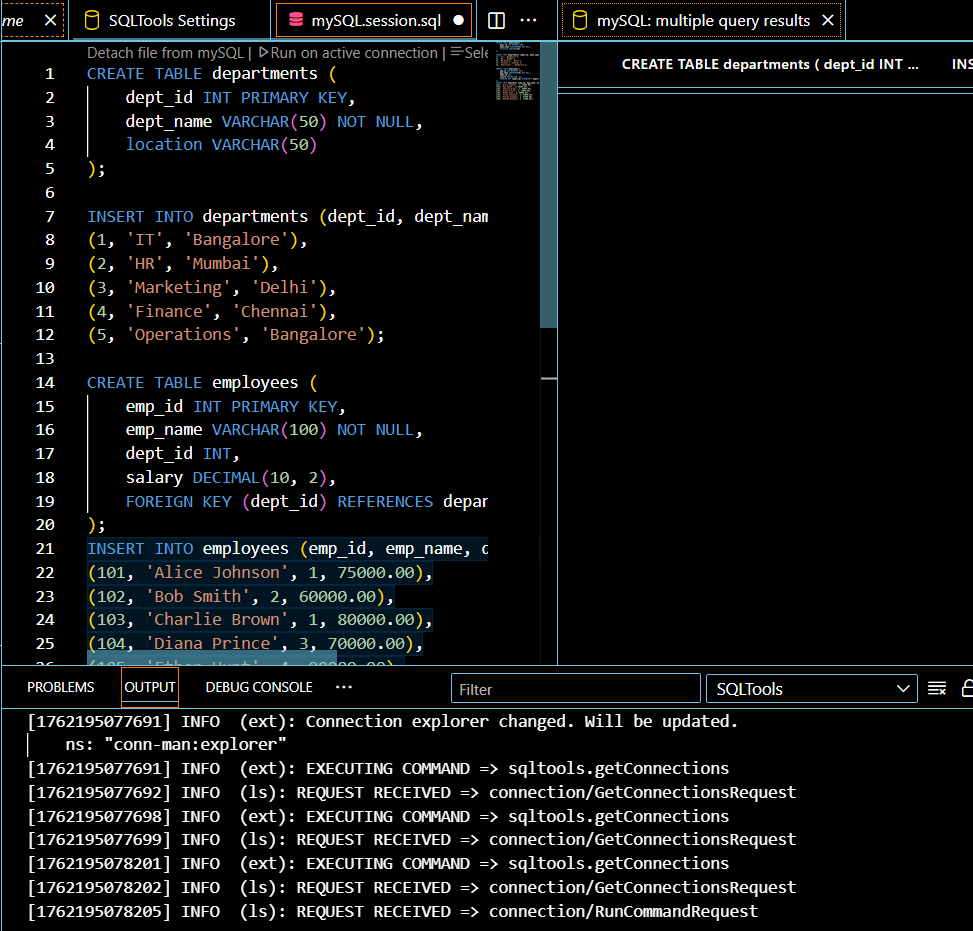 me
SQLTools Settings
mySQL.session.sql
mySQL: multiple query results
Detach file from mySQL | Run on active connection | Sele
1 CREATE TABLE departments (
2 dept_id INT PRIMARY KEY,
3 dept_name VARCHAR(50) NOT NULL,
4 location VARCHAR(50)
5 );
6
7 INSERT INTO departments (dept_id, dept_nam
8 (1, 'IT', 'Bangalore'),
9 (2, 'HR', 'Mumbai'),
10 (3, 'Marketing', 'Delhi'),
11 (4, 'Finance', 'Chennai'),
12 (5, 'Operations', 'Bangalore');
13
14 CREATE TABLE employees (
15 emp_id INT PRIMARY KEY,
16 emp_name VARCHAR(100) NOT NULL,
17 dept_id INT,
18 salary DECIMAL(10, 2),
19 FOREIGN KEY (dept_id) REFERENCES depar
20 );
21 INSERT INTO employees (emp_id, emp_name, d
22 (101, 'Alice Johnson', 1, 75000.00),
23 (102, 'Bob Smith', 2, 60000.00),
24 (103, 'Charlie Brown', 1, 80000.00),
25 (104, 'Diana Prince', 3, 70000.00),
CREATE TABLE departments ( dept_id INT ...
INS
PROBLEMS
OUTPUT
DEBUG CONSOLE
...
Filter
SQLTools
[1762195077691] INFO (ext): Connection explorer changed. Will be updated.
ns: "conn-man:explorer"
[1762195077691] INFO (ext): EXECUTING COMMAND => sqltools.getConnections
[1762195077692] INFO (ls): REQUEST RECEIVED => connection/GetConnectionsRequest
[1762195077698] INFO (ext): EXECUTING COMMAND => sqltools.getConnections
[1762195077699] INFO (ls): REQUEST RECEIVED => connection/GetConnectionsRequest
[1762195078201] INFO (ext): EXECUTING COMMAND => sqltools.getConnections
[1762195078202] INFO (ls): REQUEST RECEIVED => connection/GetConnectionsRequest
[1762195078205] INFO (ls): REQUEST RECEIVED => connection/RunCommandRequest